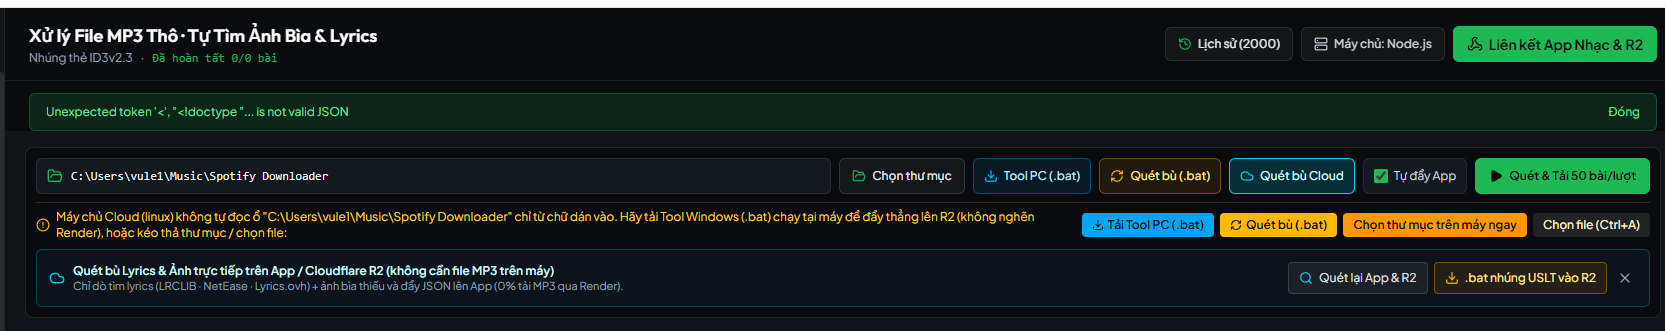 Xử lý File MP3 Thô · Tự Tìm Ảnh Bìa & Lyrics
Nhúng thẻ ID3v2.3 · Đã hoàn tất 0/0 bài
Lịch sử (2000)
Máy chủ: Node.js
Liên kết App Nhạc & R2
Unexpected token '<', "<!doctype "... is not valid JSON
Đóng
C:\Users\vule1\Music\Spotify Downloader
Chọn thư mục
Tool PC (.bat)
Quét bù (.bat)
Quét bù Cloud
Tự đẩy App
Quét & Tải 50 bài/lượt
Máy chủ Cloud (linux) không tự đọc ổ "C:\Users\vule1\Music\Spotify Downloader" chỉ từ chữ dán vào. Hãy tải Tool Windows (.bat) chạy tại máy để đẩy thẳng lên R2 (không nghẽn
Render), hoặc kéo thả thư mục / chọn file:
Tải Tool PC (.bat)
Quét bù (.bat)
Chọn thư mục trên máy ngay
Chọn file (Ctrl+A)
Quét bù Lyrics & Ảnh trực tiếp trên App / Cloudflare R2 (không cần file MP3 trên máy)
Chỉ dò tìm lyrics (LRCLIB · NetEase · Lyrics.ovh) + ảnh bìa thiếu và đẩy JSON lên App (0% tải MP3 qua Render).
Quét lại App & R2
.bat nhúng USLT vào R2